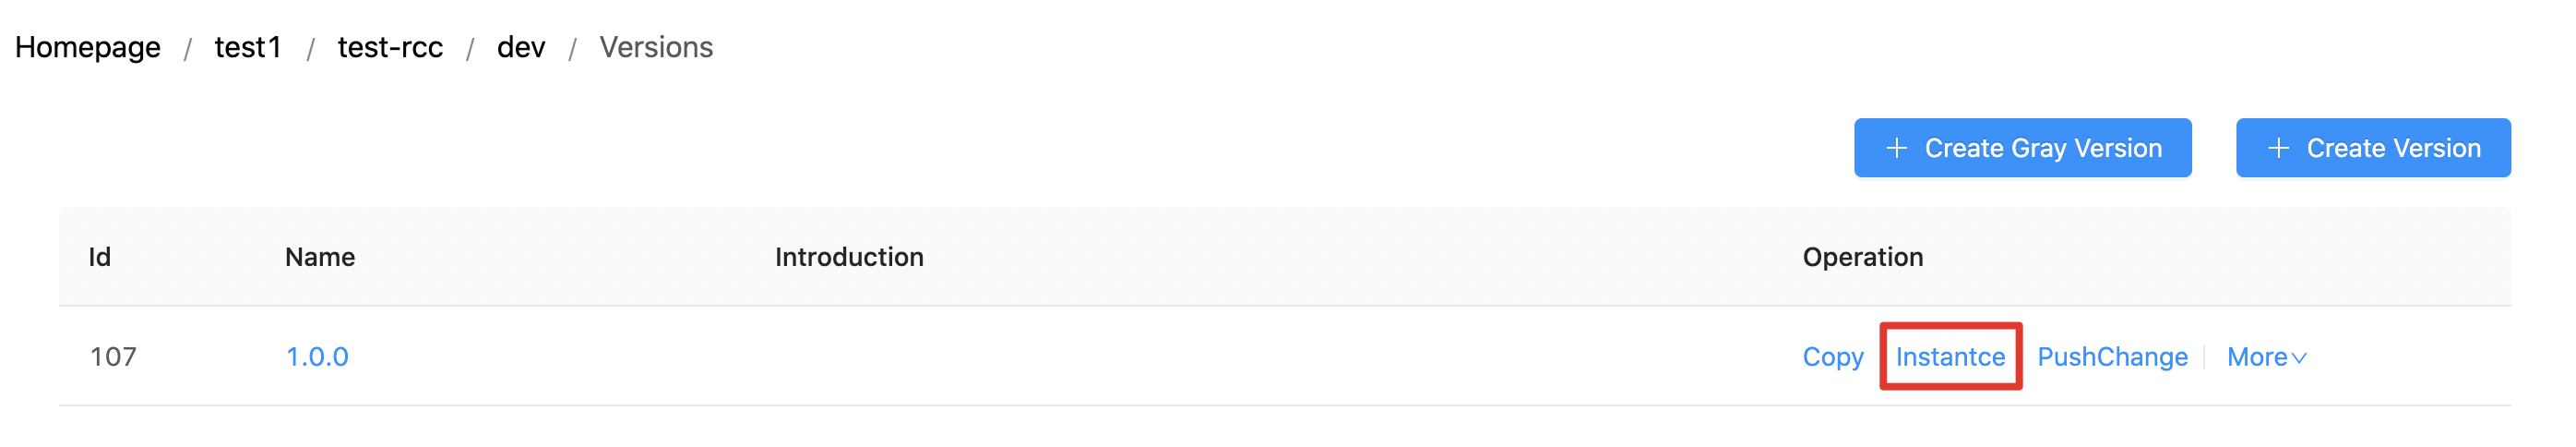 Homepage / test1 / test-rcc / dev / Versions
+ Create Gray Version + Create Version
Id Name Introduction Operation
107 1.0.0 Copy Instantce PushChange More